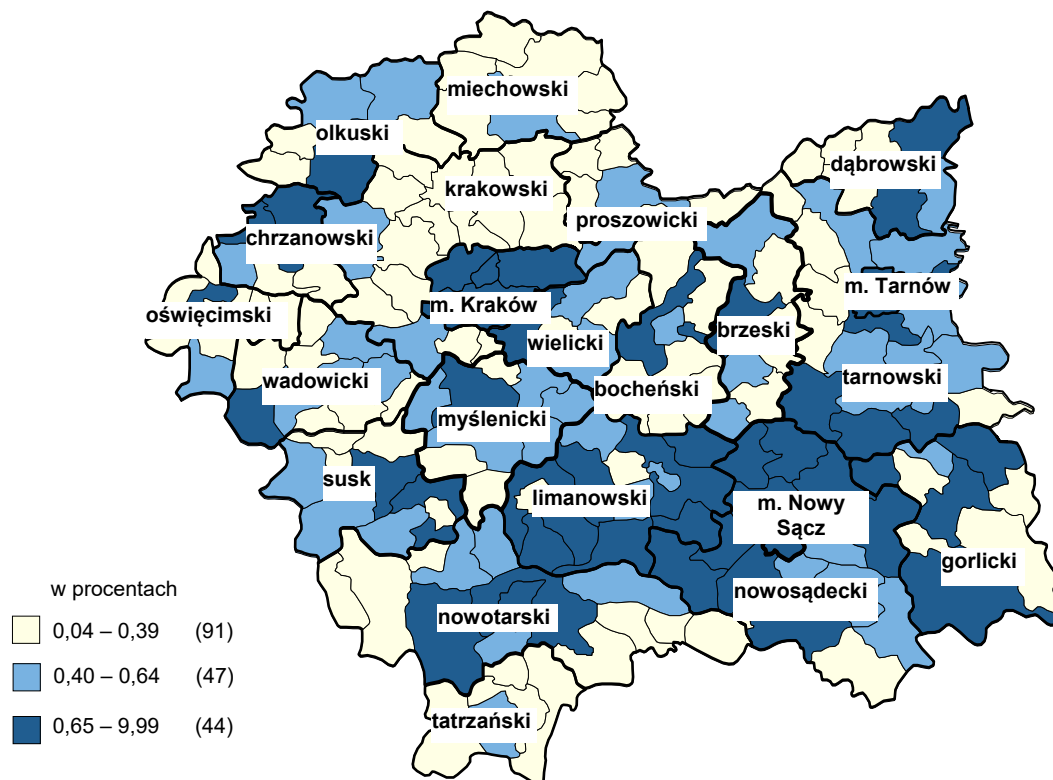 miechowski
olkuski
dąbrowski
krakowski
proszowicki
chrzanowski
m. Tarnów
m. Kraków
oświęcimski
brzeski
wielicki
wadowicki
tarnowski
bocheński
myślenicki
susk
limanowski
m. Nowy
Sącz
gorlicki
nowosądecki
nowotarski
tatrzański
w procentach
0,04 – 0,39 (91)
0,40 – 0,64 (47)
0,65 – 9,99 (44)